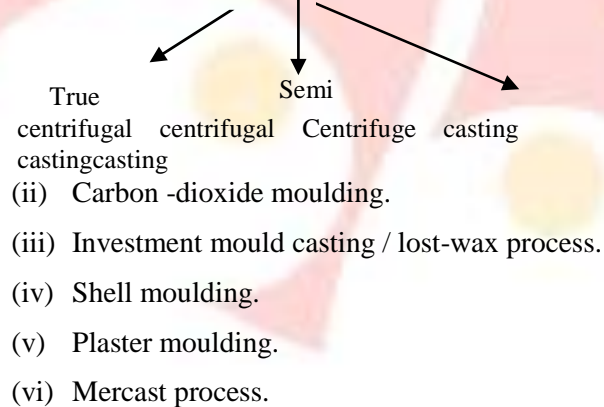 True Semi
centrifugal centrifugal Centrifuge casting
castingcasting
(ii) Carbon -dioxide moulding.
(iii) Investment mould casting / lost-wax process.
(iv) Shell moulding.
(v) Plaster moulding.
(vi) Mercast process.